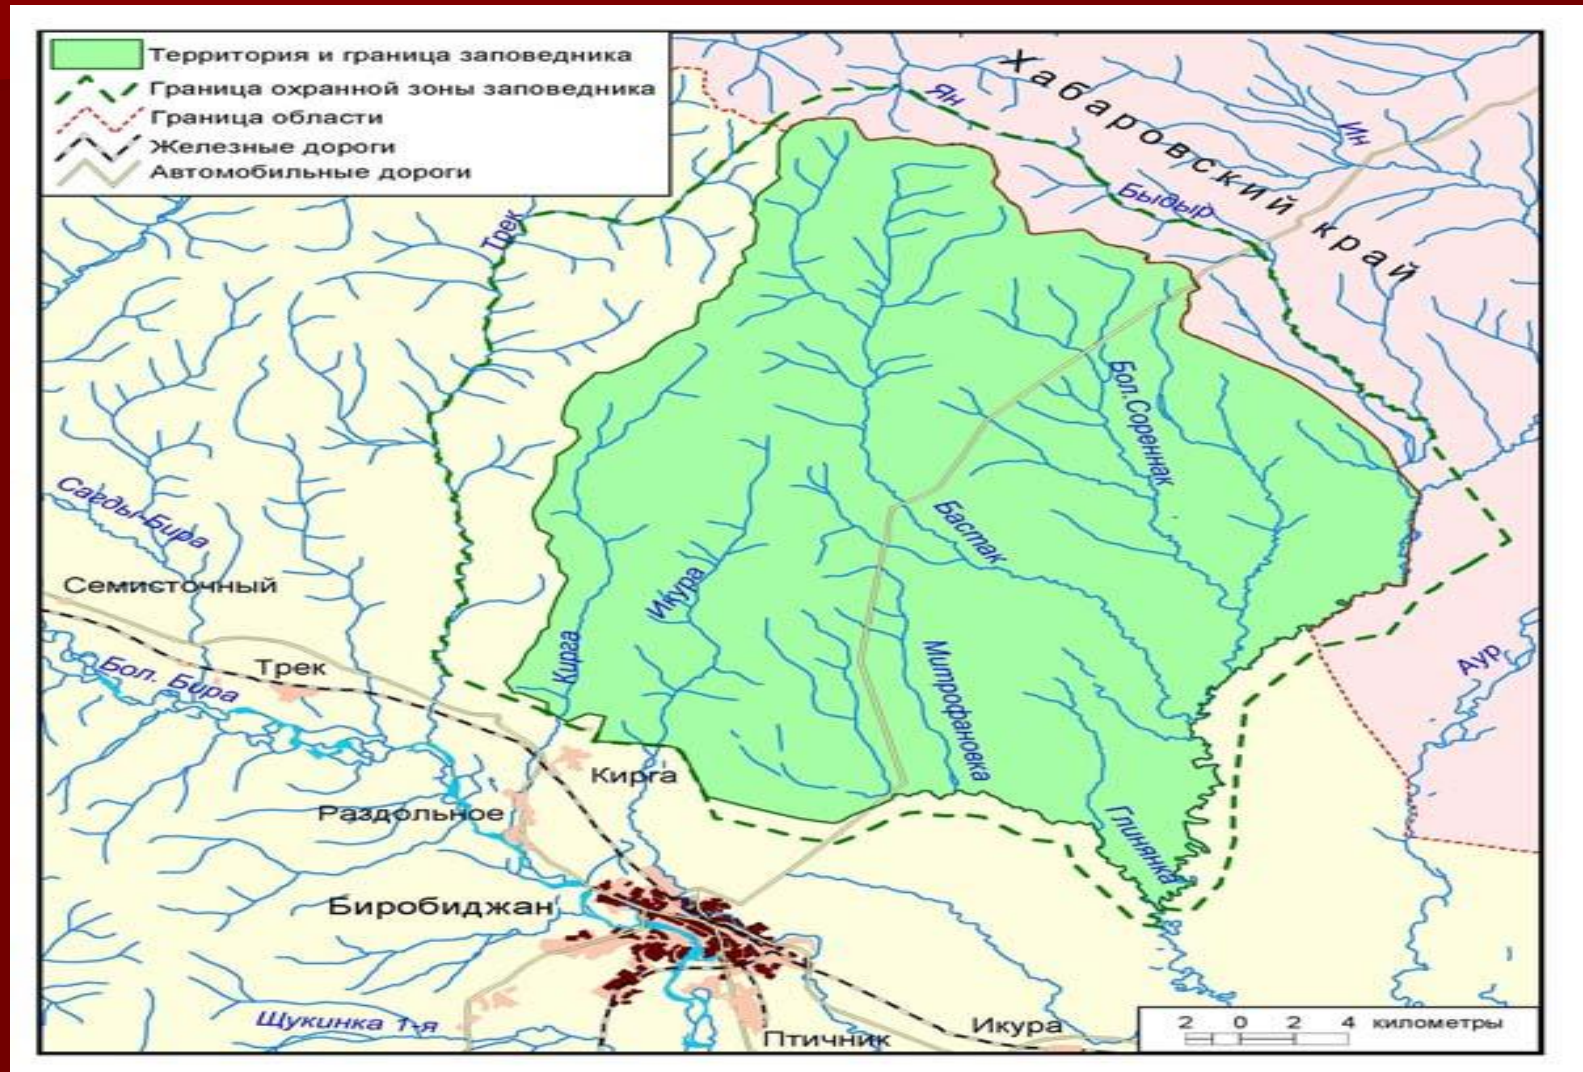 Территория и граница заповедника
Граница охранной зоны заповедника
Граница области
Железные дороги
Автомобильные дороги
Хабаровский край
Ян
Ин
Быдыр
Трек
Бол.Сореннак
Сагды-Бира
Бастак
Семисточный
Икура
Кирга
Митрофановка
Аур
Трек
Бол. Бира
Кирга
Раздольное
Глинянка
Биробиджан
Щукинка 1-я
Птичник
Икура
2 0 2 4 километры